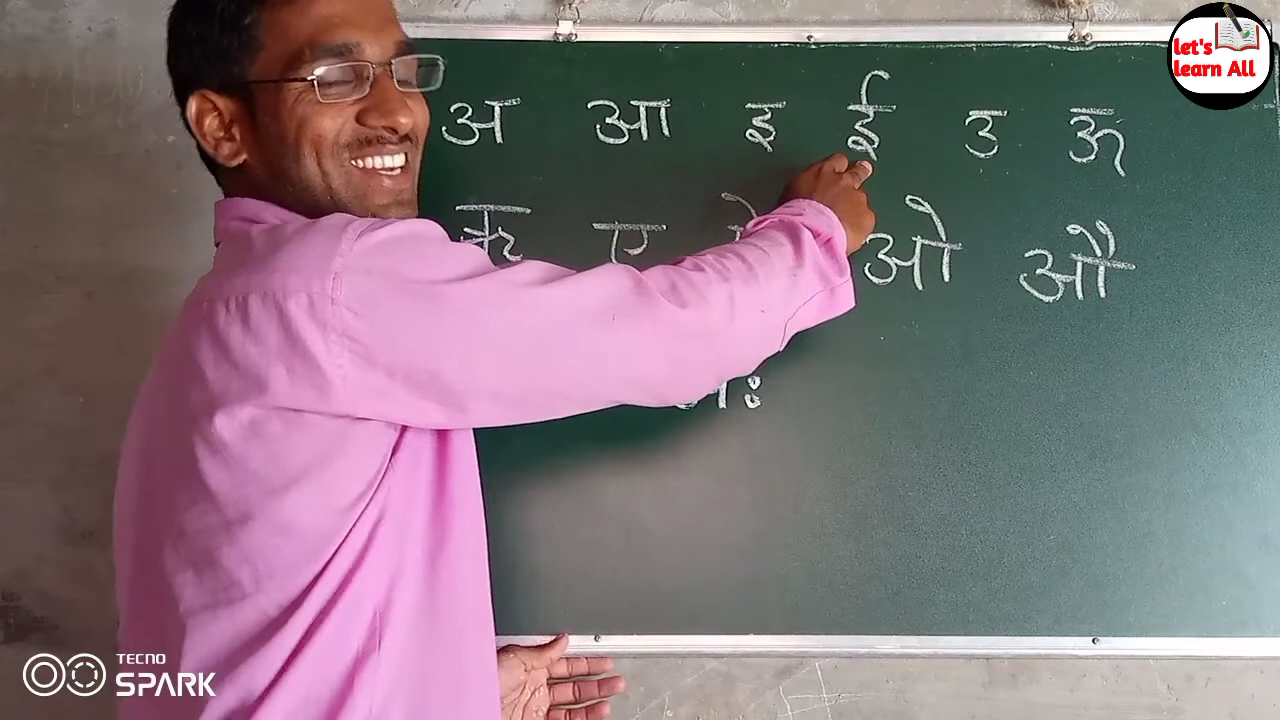 let's
learn All
अ आ इ ई उ ऊ
ऋ ए ओ औ
TECNO
SPARK